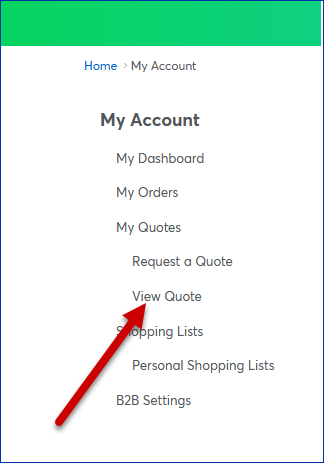 Home > My Account
My Account
My Dashboard
My Orders
My Quotes
Request a Quote
View Quote
Shopping Lists
Personal Shopping Lists
B2B Settings